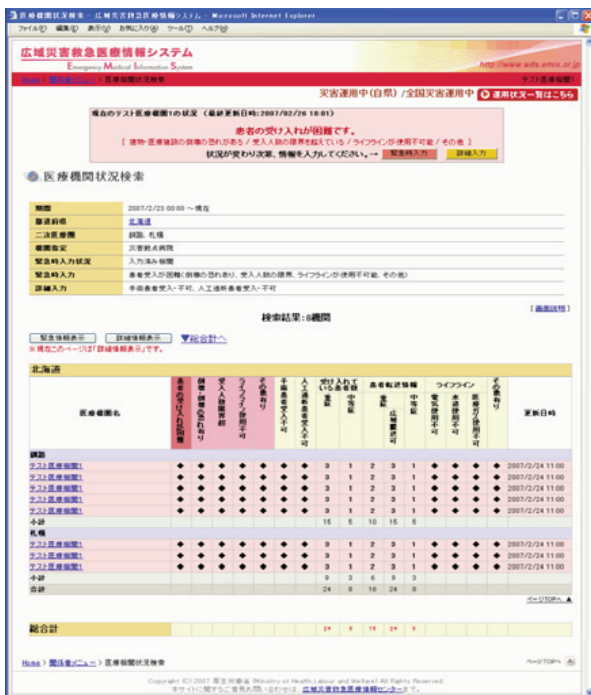 医療機関状況検索 - 広域災害救急医療情報システム - Microsoft Internet Explorer
ファイル(F) 編集(E) 表示(V) お気に入り(A) ツール(T) ヘルプ(H)
広域災害救急医療情報システム
Emergency Medical Information System
http://www.wds.emis.or.jp
Home > 関係者メニュー > 医療機関状況検索
テスト医療機関1
災害運用中(自県) /全国災害運用中 運用状況一覧はこちら
現在のテスト医療機関1の状況 (最終更新日時:2007/02/26 18:01)
患者の受け入れが困難です。
[ 建物・医療施設の倒壊の恐れがある / 受入人数の限界を超えている / ライフラインが使用不可能 / その他 ]
状況が変わり次第、情報を入力してください。→ 緊急時入力 詳細入力
医療機関状況検索
期間 2007/2/23 00:00 ～現在
都道府県 北海道
二次医療圏 釧路、札幌
機関指定 災害拠点病院
緊急時入力状況 入力済み機関
緊急時入力 患者受入が困難(倒壊の恐れあり、受入人数の限界、ライフラインが使用不可能、その他)
詳細入力 手術患者受入-不可、人工透析患者受入-不可
[ 画面説明 ]
検索結果:8機関
緊急情報表示 詳細情報表示 ▼総合計へ
※現在このページは「詳細情報表示」です。
北海道
医療機関名 患者の受け入れが困難 倒壊・倒壊の恐れ有り 受入人数限界超 ライフライン使用不可 その他有り 手術患者受入不可 人工透析患者受入不可 受け入れている患者数 重症 中等症 患者転送情報 重症 広域搬送可 中等症 ライフライン 電気使用不可 水道使用不可 医療ガス使用不可 その他有り 更新日時
釧路
テスト医療機関1 ◆ ◆ ◆ ◆ ◆ ◆ ◆ 3 1 2 3 1 ◆ ◆ ◆ ◆ 2007/2/24 11:00
テスト医療機関1 ◆ ◆ ◆ ◆ ◆ ◆ ◆ 3 1 2 3 1 ◆ ◆ ◆ ◆ 2007/2/24 11:00
テスト医療機関1 ◆ ◆ ◆ ◆ ◆ ◆ ◆ 3 1 2 3 1 ◆ ◆ ◆ ◆ 2007/2/24 11:00
テスト医療機関1 ◆ ◆ ◆ ◆ ◆ ◆ ◆ 3 1 2 3 1 ◆ ◆ ◆ ◆ 2007/2/24 11:00
テスト医療機関1 ◆ ◆ ◆ ◆ ◆ ◆ ◆ 3 1 2 3 1 ◆ ◆ ◆ ◆ 2007/2/24 11:00
小計 15 5 10 15 5
札幌
テスト医療機関1 ◆ ◆ ◆ ◆ ◆ ◆ ◆ 3 1 2 3 1 ◆ ◆ ◆ ◆ 2007/2/24 11:00
テスト医療機関1 ◆ ◆ ◆ ◆ ◆ ◆ ◆ 3 1 2 3 1 ◆ ◆ ◆ ◆ 2007/2/24 11:00
テスト医療機関1 ◆ ◆ ◆ ◆ ◆ ◆ ◆ 3 1 2 3 1 ◆ ◆ ◆ ◆ 2007/2/24 11:00
小計 9 3 6 9 3
合計 24 8 16 24 8
ページTOPへ ▲
総合計 24 8 16 24 8
Home > 関係者メニュー > 医療機関状況検索
ページTOPへ
Copyright (C) 2007 厚生労働省 (Ministry of Health, Labour and Welfare) All Rights Reserved.
本サイトに関するご意見お問い合わせは、広域災害救急医療情報センターまで。